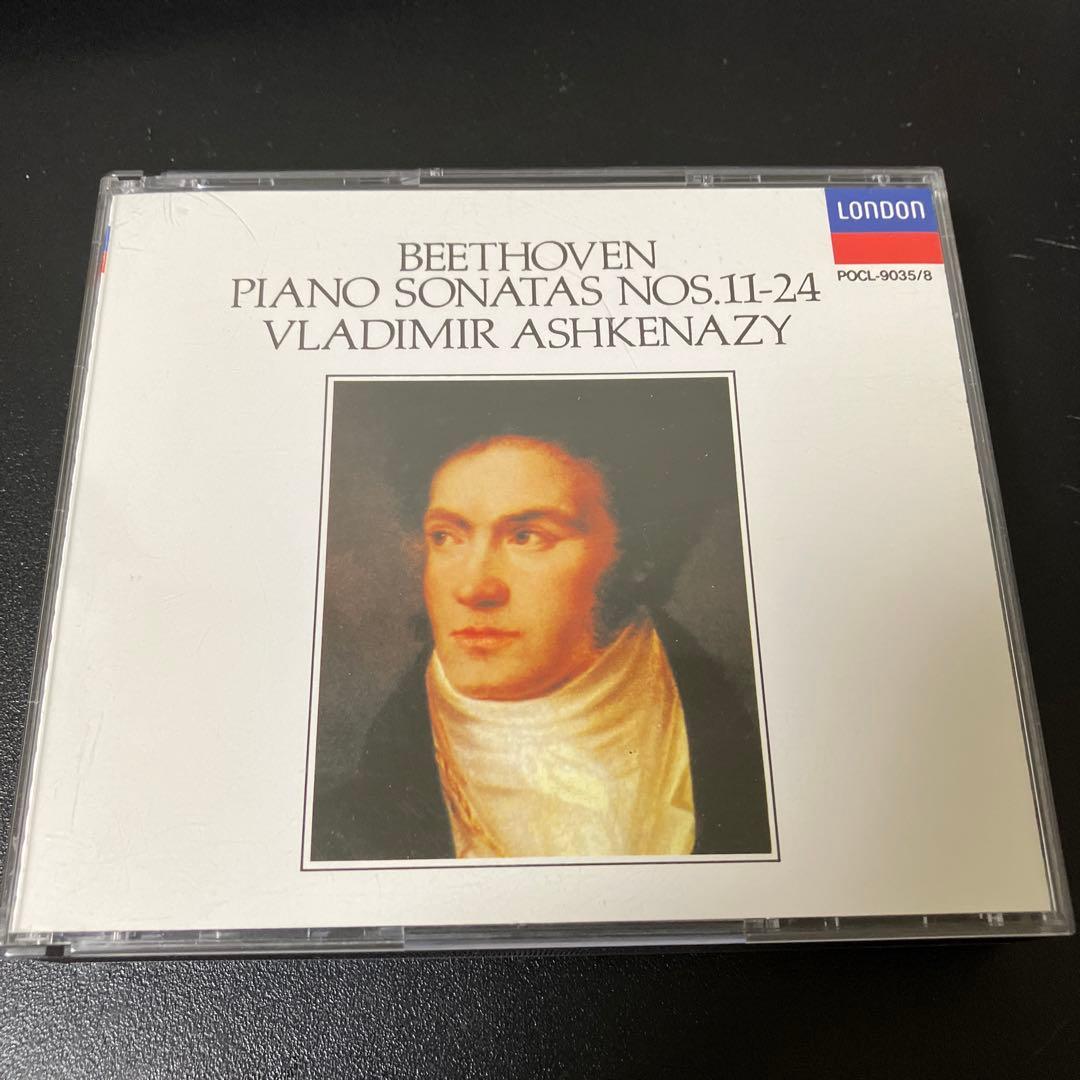 LONDON
POCL-9035/8
BEETHOVEN
PIANO SONATAS NOS.11-24
VLADIMIR ASHKENAZY